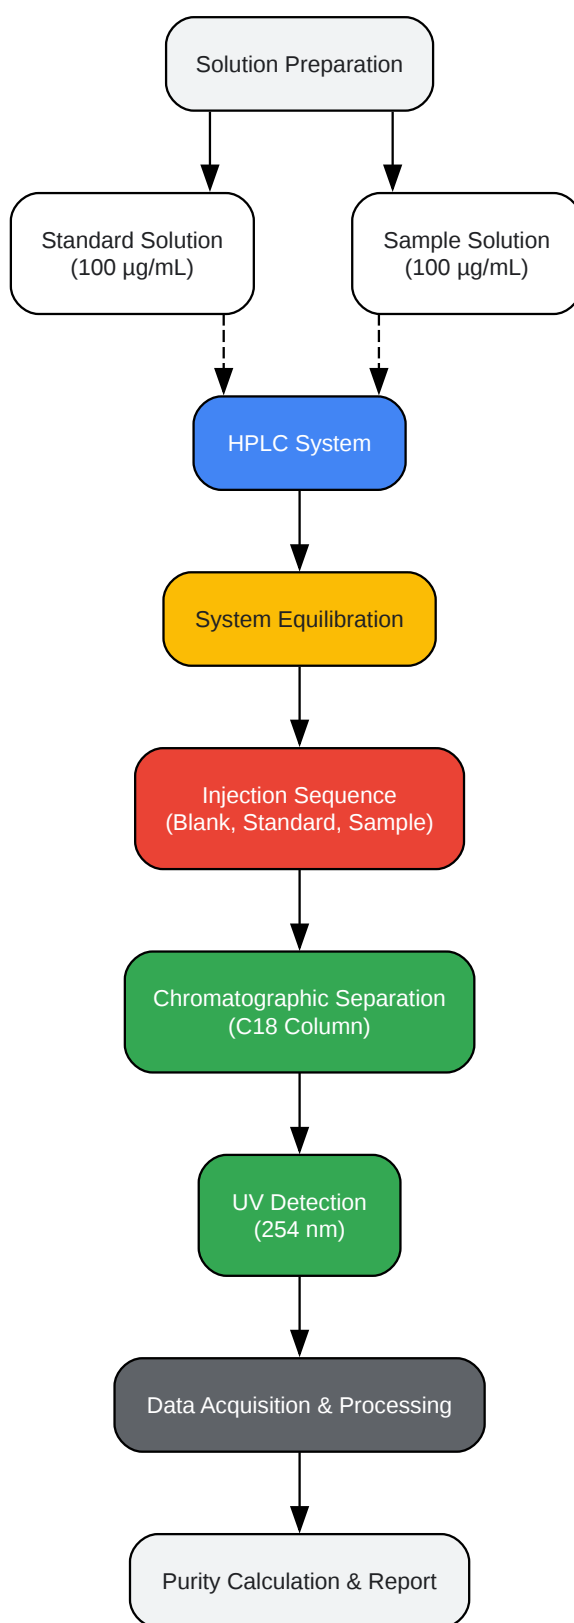 Solution Preparation
Standard Solution
(100 µg/mL)
Sample Solution
(100 µg/mL)
HPLC System
System Equilibration
Injection Sequence
(Blank, Standard, Sample)
Chromatographic Separation
(C18 Column)
UV Detection
(254 nm)
Data Acquisition & Processing
Purity Calculation & Report